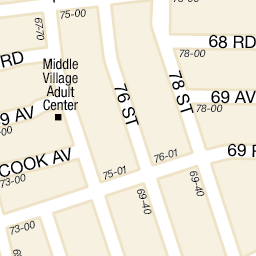 75-00
67-70
68 RD
RD
Middle
Village
Adult
Center
76 ST
78 ST
69 AV
78-00
78-00
9 AV
73-00
COOK AV
73-00
75-01
76-01
69 R
69-40
69-40
73-00